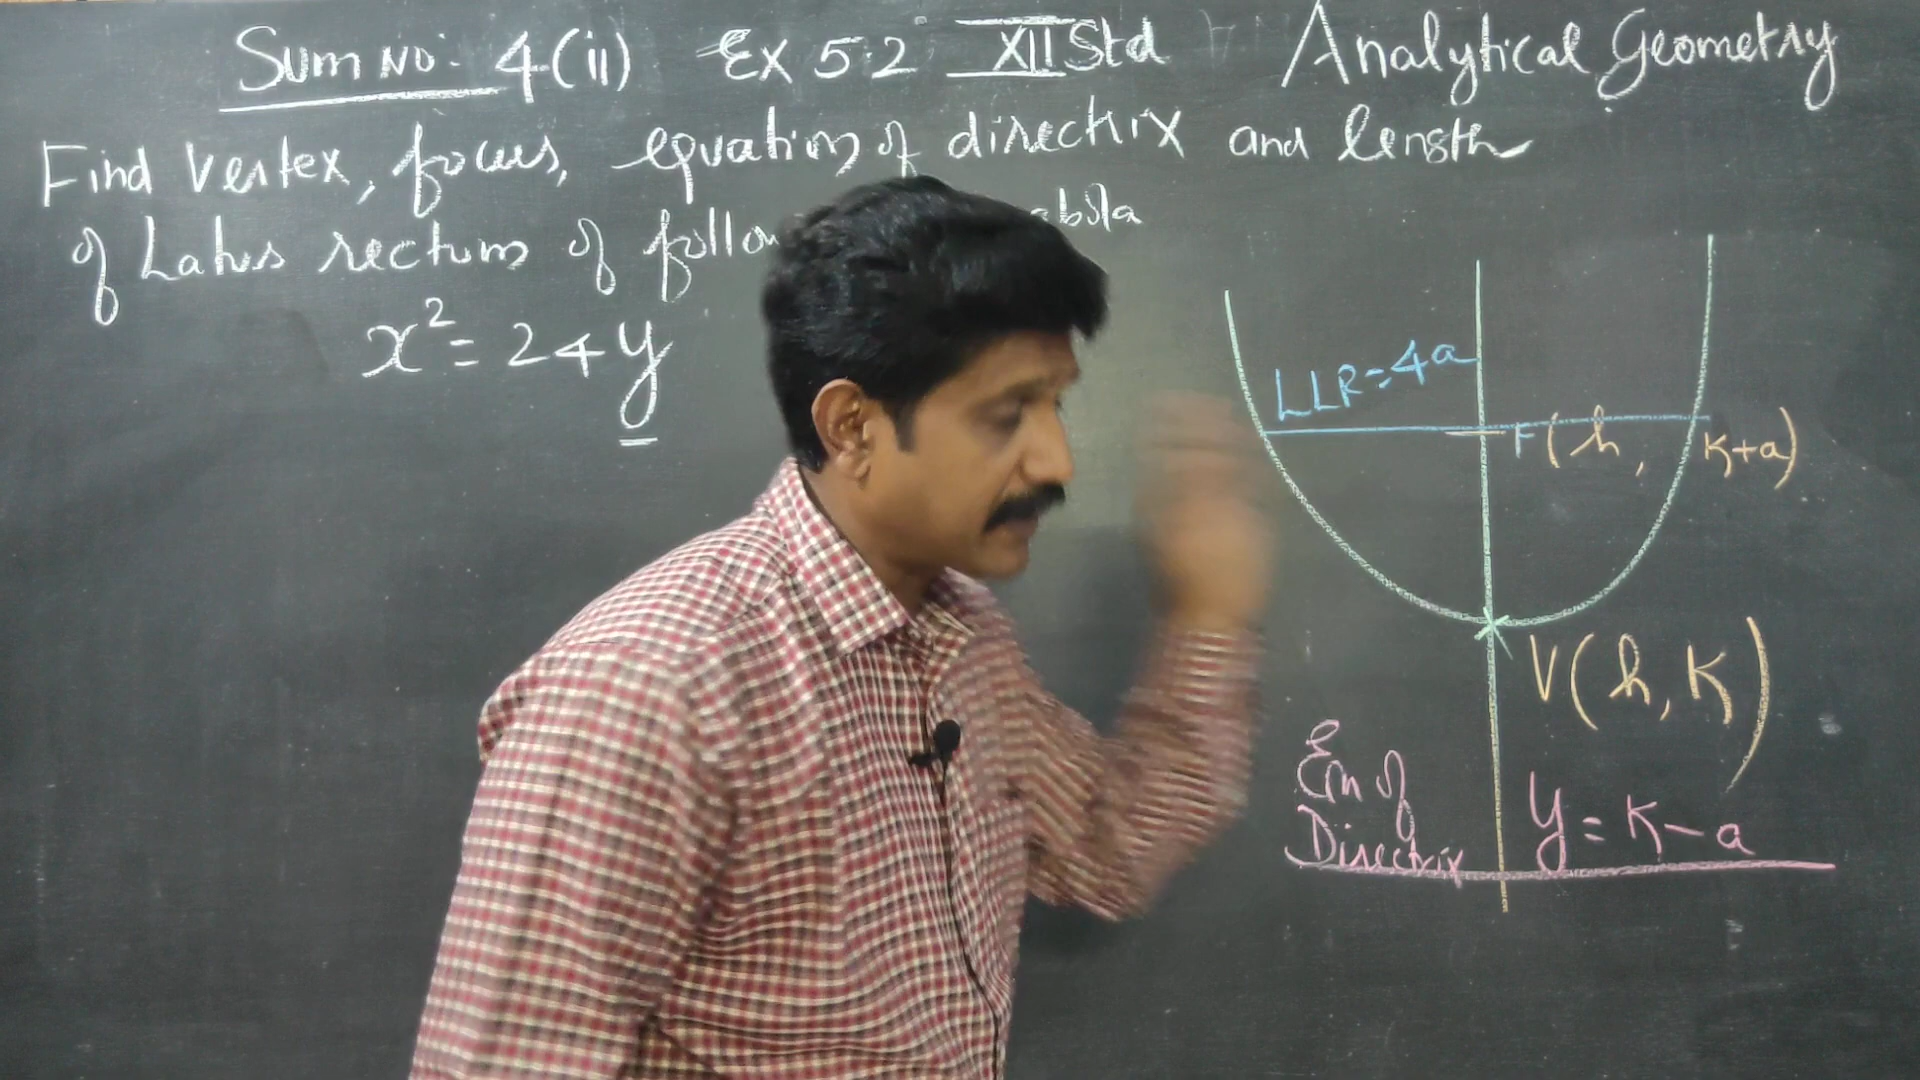 Sum No: 4(ii) Ex 5.2 XII Std Analytical Geometry
Find Vertex, focus, equation of directrix and length
of Latus rectum of
x² = 24y
LLR = 4a
F(h, k+a)
V(h, k)
Eqn of
Directrix y = k - a